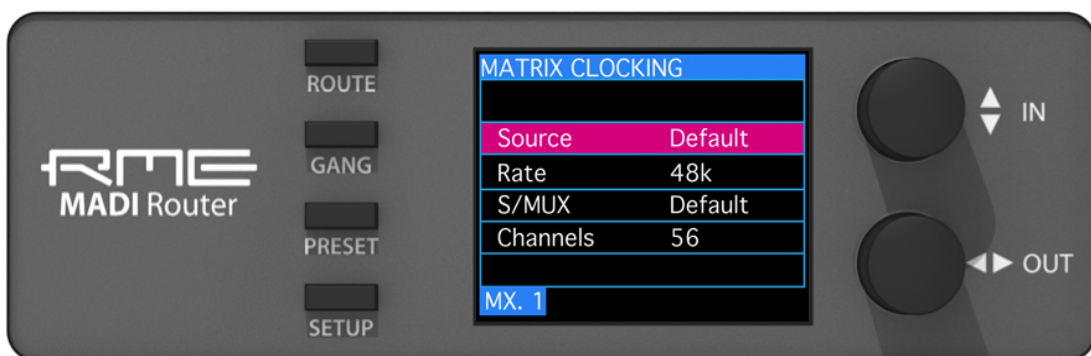 RME
MADI Router
ROUTE
GANG
PRESET
SETUP
MATRIX CLOCKING
Source Default
Rate 48k
S/MUX Default
Channels 56
MX. 1
IN
OUT